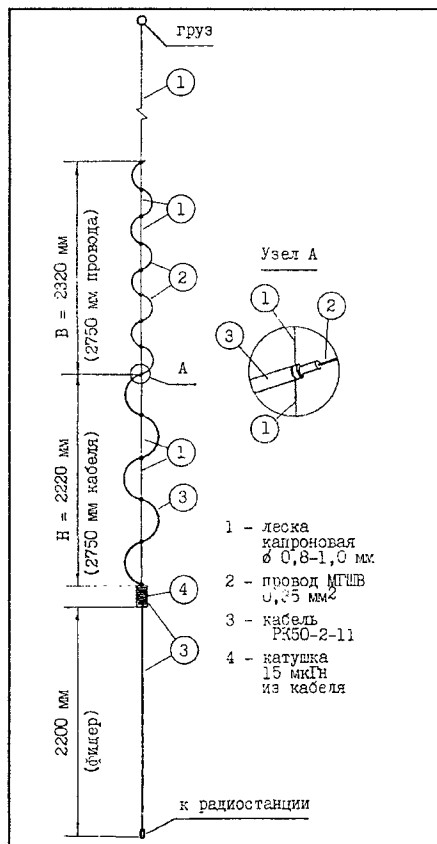 груз
1
B = 2320 мм
(2750 мм провода)
1
2
Узел А
1
2
3
1
А
H = 2220 мм
(2750 мм кабеля)
1
3
4
3
1 - леска
капроновая
ø 0,8-1,0 мм
2 - провод МГШВ
0,35 мм²
3 - кабель
РК50-2-11
4 - катушка
15 мкГн
из кабеля
2200 мм
(фидер)
к радиостанции